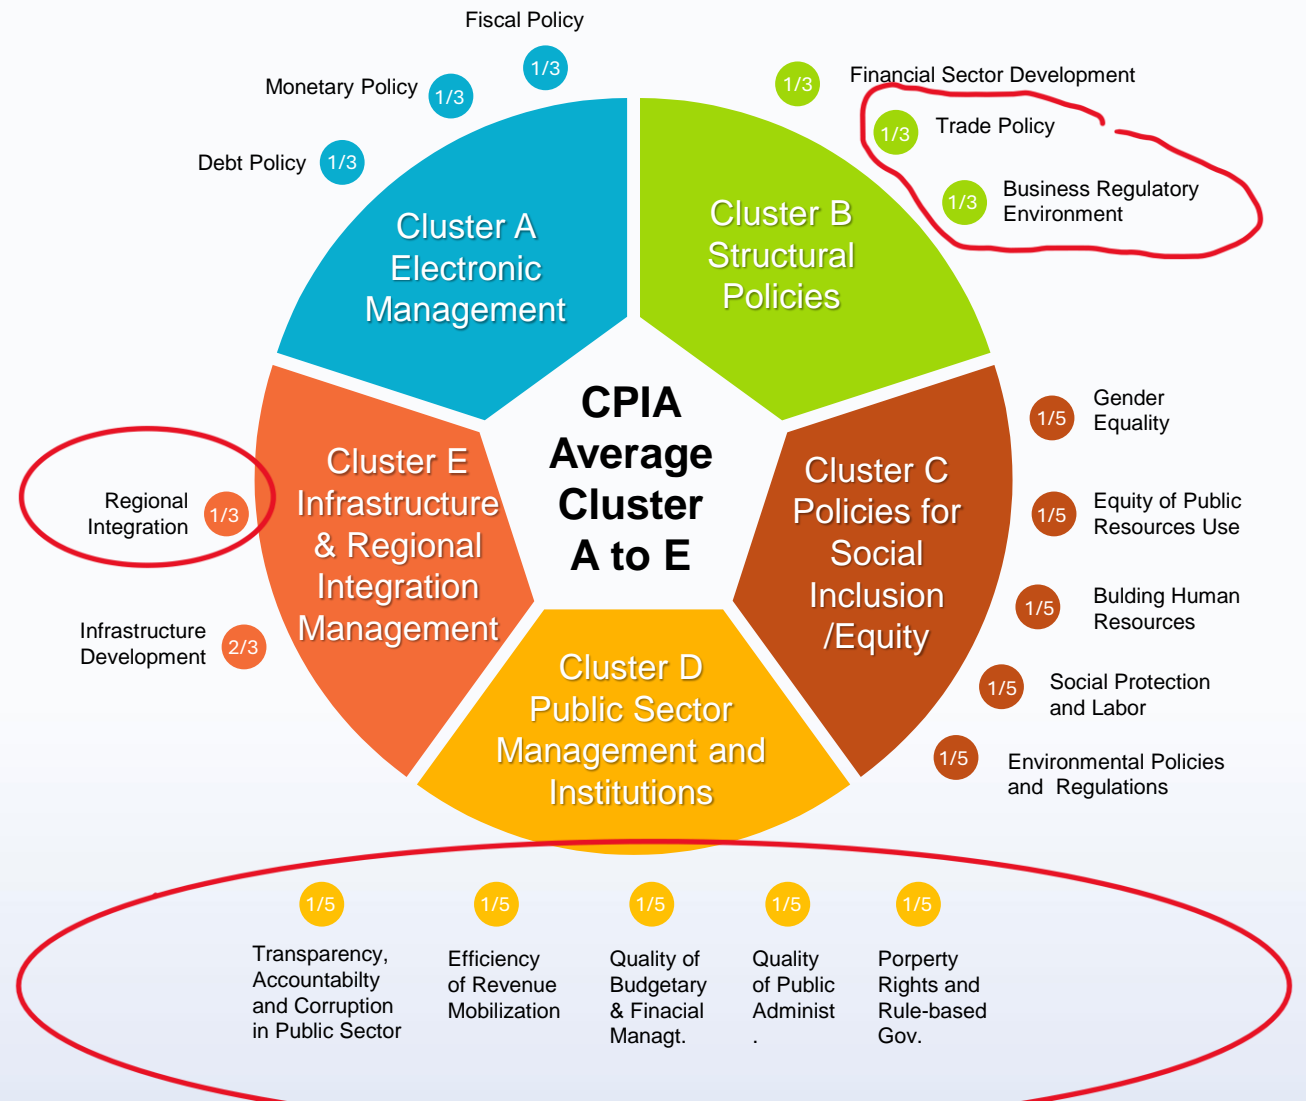 Fiscal Policy
1/3
Monetary Policy
1/3
Debt Policy
1/3
Cluster A
Electronic
Management
1/3
Financial Sector Development
1/3
Trade Policy
1/3
Business Regulatory
Environment
Cluster B
Structural
Policies
CPIA
Average
Cluster
A to E
1/5
Gender
Equality
1/5
Equity of Public
Resources Use
1/5
Bulding Human
Resources
1/5
Social Protection
and Labor
1/5
Environmental Policies
and Regulations
Cluster C
Policies for
Social
Inclusion
/Equity
Regional
Integration
1/3
Infrastructure
Development
2/3
Cluster E
Infrastructure
& Regional
Integration
Management
Cluster D
Public Sector
Management and
Institutions
1/5
Transparency,
Accountabilty
and Corruption
in Public Sector
1/5
Efficiency
of Revenue
Mobilization
1/5
Quality of
Budgetary
& Finacial
Managt.
1/5
Quality
of Public
Administ
.
1/5
Porperty
Rights and
Rule-based
Gov.